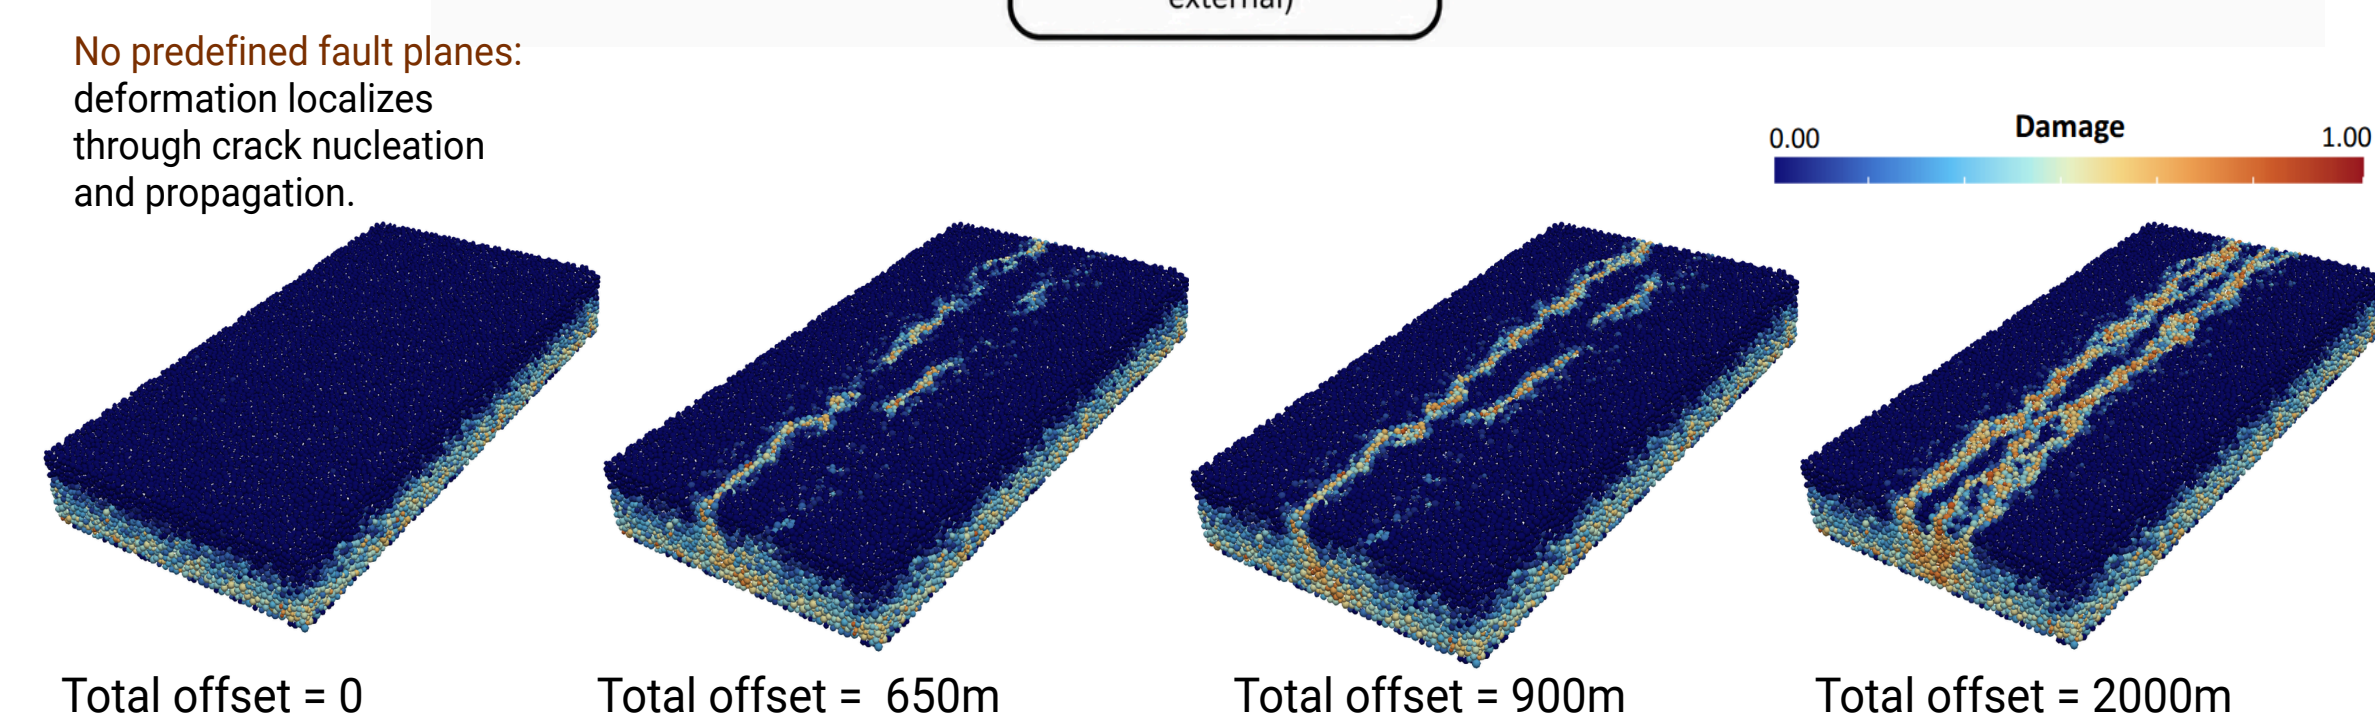 external)
No predefined fault planes:
deformation localizes
through crack nucleation
and propagation.
Damage
0.00 1.00
Total offset = 0
Total offset =  650m
Total offset = 900m
Total offset = 2000m